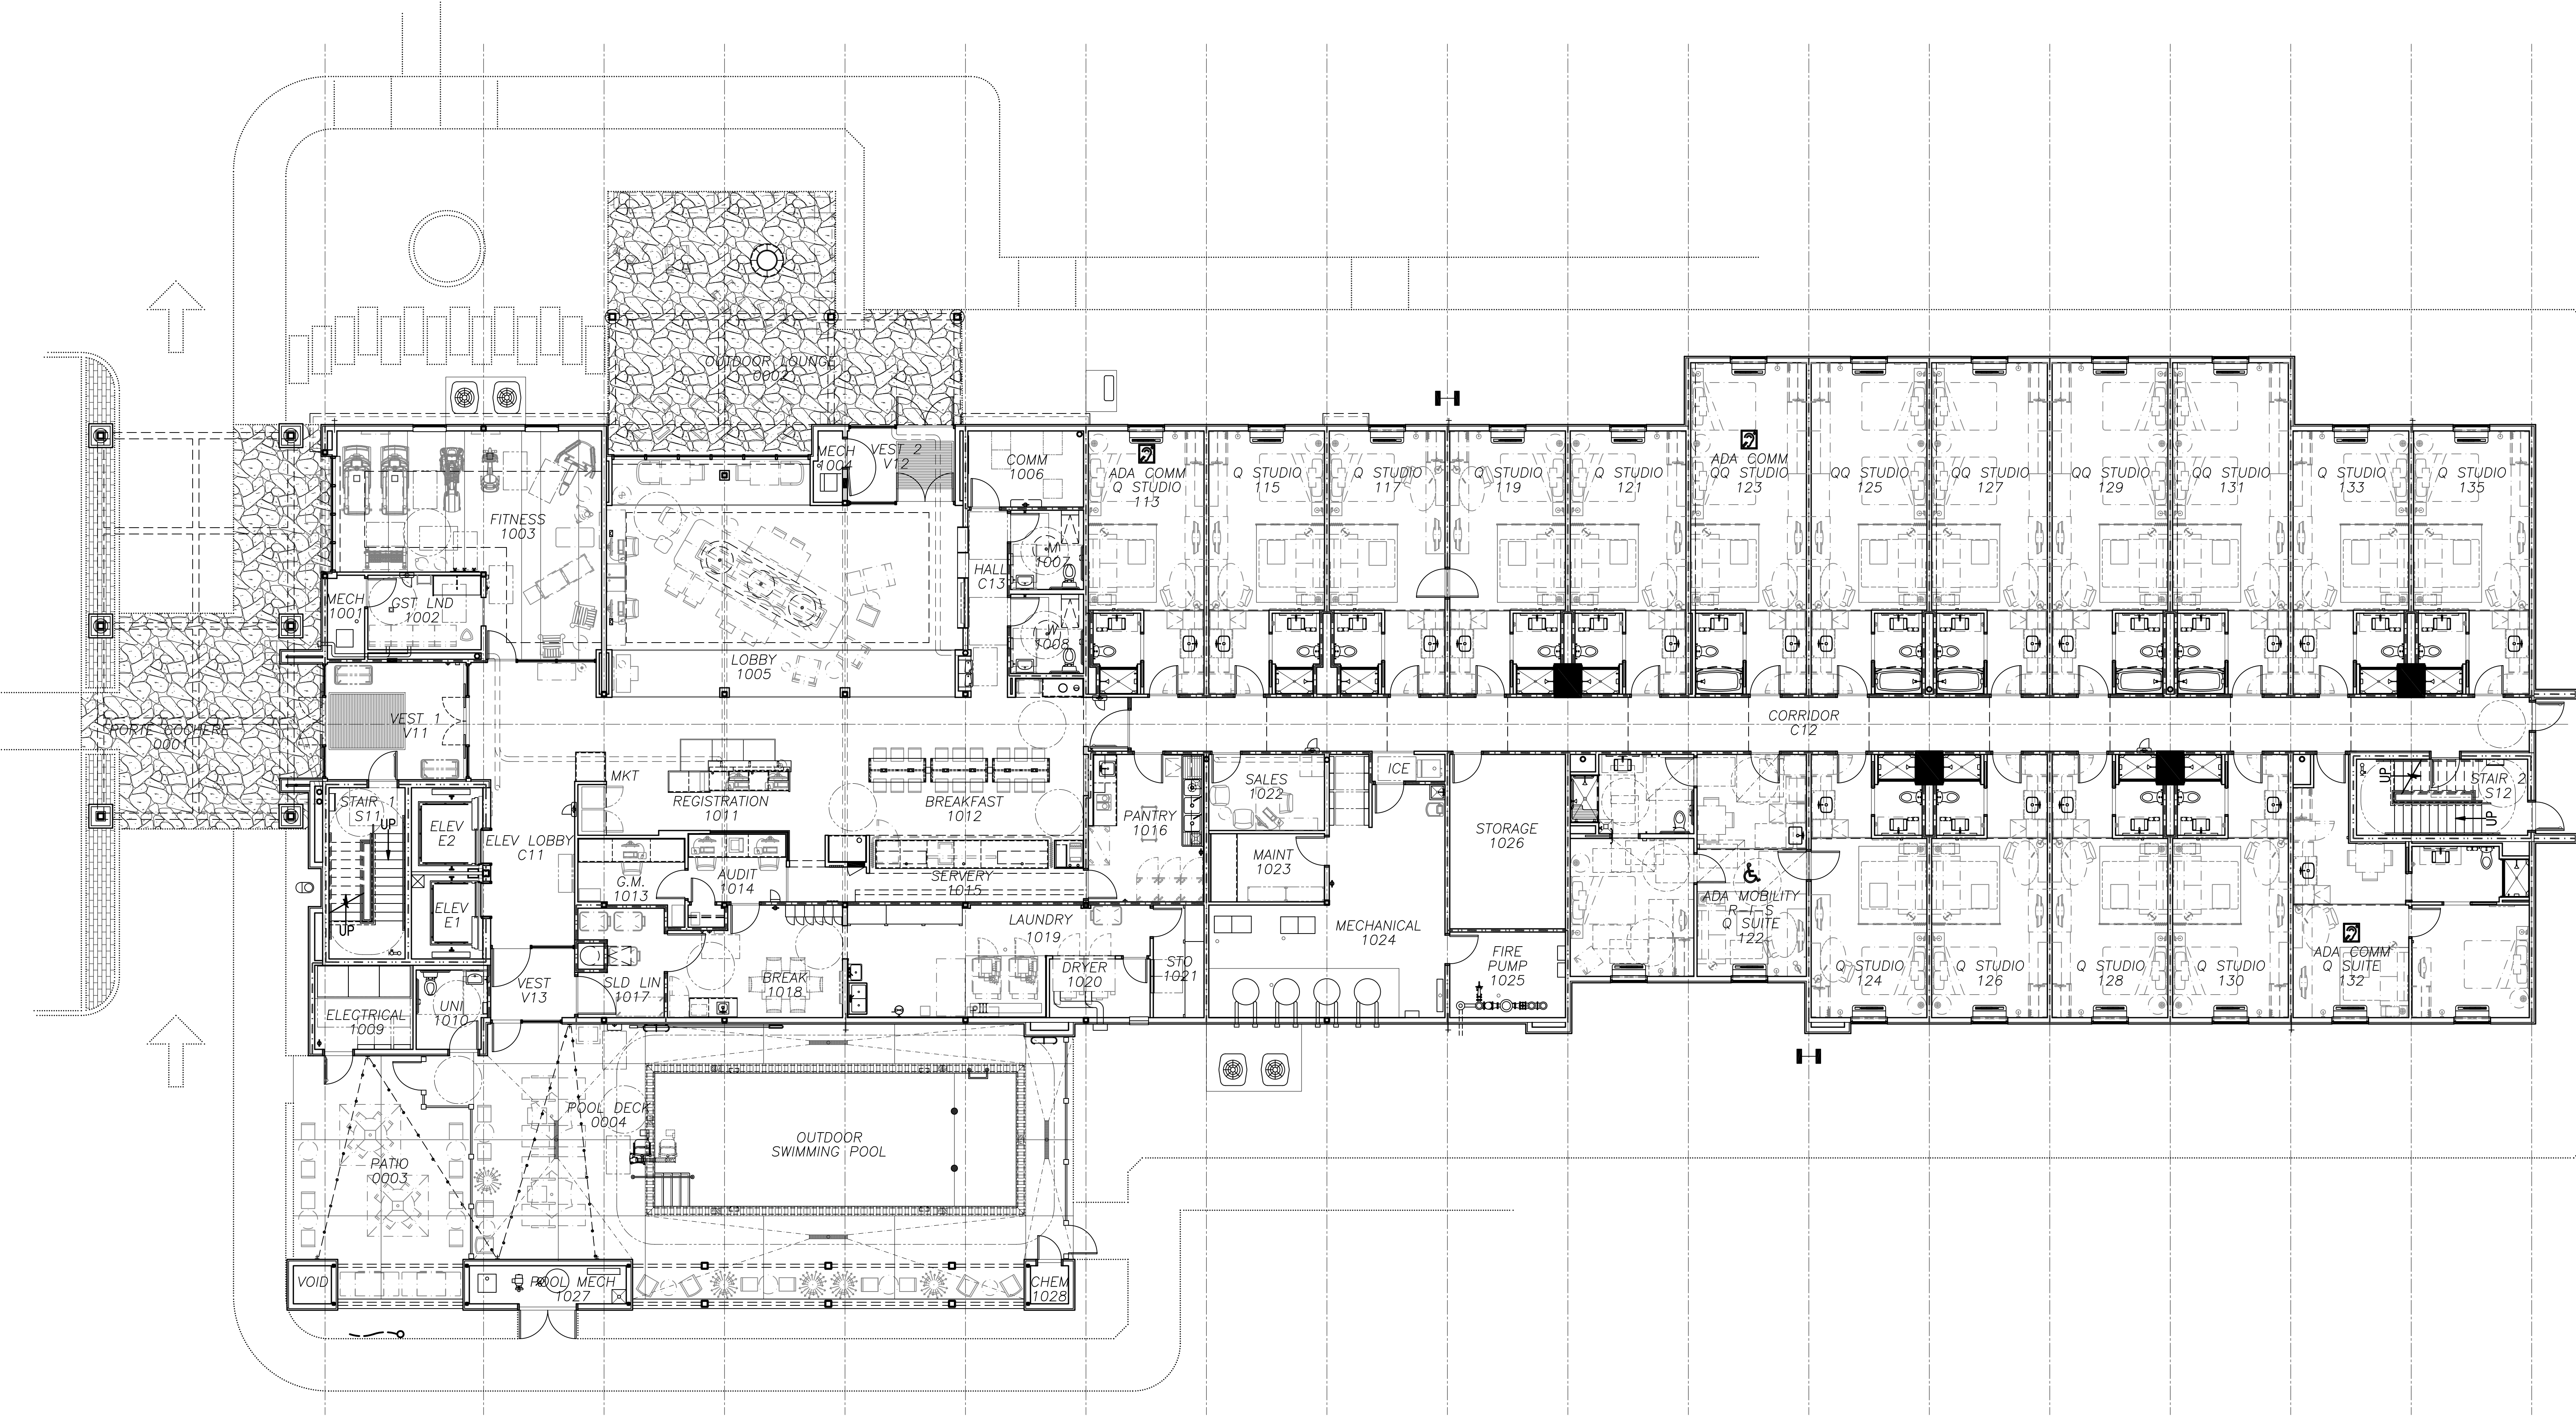 OUTDOOR LOUNGE
0002
MECH
1004
VEST 2
V12
COMM
1006
FITNESS
1003
MECH
1001
GST LND
1002
HALL
C13
M
1007
W
1008
LOBBY
1005
ADA COMM
Q STUDIO
113
Q STUDIO
115
Q STUDIO
117
Q STUDIO
119
Q STUDIO
121
ADA COMM
QQ STUDIO
123
QQ STUDIO
125
QQ STUDIO
127
QQ STUDIO
129
QQ STUDIO
131
Q STUDIO
133
Q STUDIO
135
PORTE COCHERE
0001
VEST 1
V11
CORRIDOR
C12
MKT
REGISTRATION
1011
BREAKFAST
1012
PANTRY
1016
SALES
1022
ICE
STAIR 1
S11
UP
UP
ELEV
E2
ELEV
E1
ELEV LOBBY
C11
G.M.
1013
AUDIT
1014
SERVERY
1015
MAINT
1023
STORAGE
1026
STAIR 2
S12
UP
UP
LAUNDRY
1019
MECHANICAL
1024
ADA MOBILITY
R-I-S
Q SUITE
122
VEST
V13
SLD LIN
1017
BREAK
1018
DRYER
1020
STO
1021
FIRE
PUMP
1025
Q STUDIO
124
Q STUDIO
126
Q STUDIO
128
Q STUDIO
130
ADA COMM
Q SUITE
132
ELECTRICAL
1009
UNI
1010
POOL DECK
0004
OUTDOOR
SWIMMING POOL
PATIO
0003
VOID
POOL MECH
1027
CHEM
1028